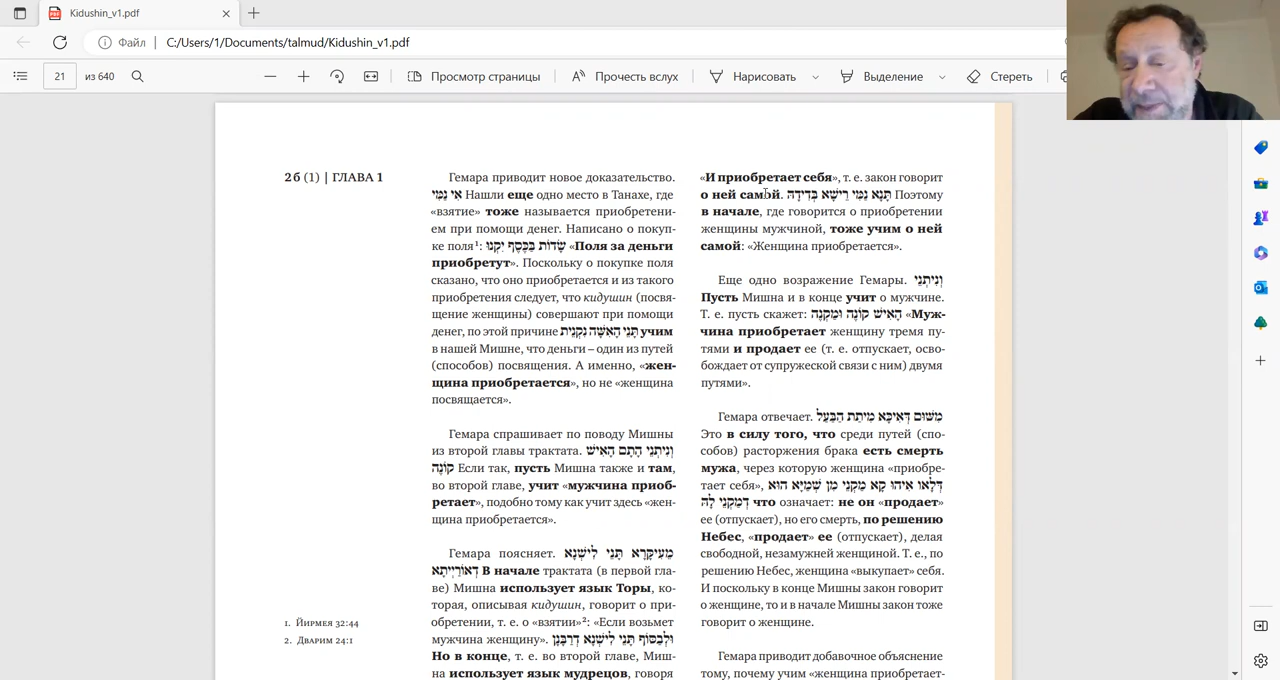 Kidushin_v1.pdf
Файл
C:/Users/1/Documents/talmud/Kidushin_v1.pdf
21
из 640
Просмотр страницы
Прочесть вслух
Нарисовать
Выделение
Стереть
2б (1) | ГЛАВА 1
Гемара приводит новое доказательство.
אִי נַמֵּי Нашли еще одно место в Танахе, где
«взятие» тоже называется приобретени-
ем при помощи денег. Написано о покуп-
ке поля¹: שָׂדוֹת בַּכֶּסֶף יִקְנוּ «Поля за деньги
приобретут». Поскольку о покупке поля
сказано, что оно приобретается и из такого
приобретения следует, что кидушин (посвя-
щение женщины) совершают при помощи
денег, по этой причине תָּנֵי הָאִשָּׁה נִקְנֵית учим
в нашей Мишне, что деньги – один из путей
(способов) посвящения. А именно, «жен-
щина приобретается», но не «женщина
посвящается».
Гемара спрашивает по поводу Мишны
из второй главы трактата. וְנִיתְנֵי הָתָם הָאִישׁ
קוֹנֶה Если так, пусть Мишна также и там,
во второй главе, учит «мужчина приоб-
ретает», подобно тому как учит здесь «жен-
щина приобретается».
Гемара поясняет. מֵעִיקָּרָא תָּנֵי לִישָּׁנָא
דְאוֹרָיְיתָא В начале трактата (в первой гла-
ве) Мишна использует язык Торы, ко-
торая, описывая кидушин, говорит о при-
обретении, т. е. о «взятии»²: «Если возьмет
мужчина женщину». וּלְבַסּוֹף תָּנֵי לִישָּׁנָא דְרַבָּנַן
Но в конце, т. е. во второй главе, Миш-
на использует язык мудрецов, говоря
1. Йирмея 32:44
2. Дварим 24:1
«И приобретает себя», т. е. закон говорит
о ней самой. תָּנָא נַמֵּי רֵישָׁא בְּדִידָהּ Поэтому
в начале, где говорится о приобретении
женщины мужчиной, тоже учим о ней
самой: «Женщина приобретается».
Еще одно возражение Гемары. וְנִיתְנֵי
Пусть Мишна и в конце учит о мужчине.
Т. е. пусть скажет: הָאִישׁ קוֹנֶה וּמַקְנֶה «Муж-
чина приобретает женщину тремя пу-
тями и продает ее (т. е. отпускает, осво-
бождает от супружеской связи с ним) двумя
путями».
Гемара отвечает. מִשּׁוּם דְּאִיכָּא מִיתַת הַבַּעַל
Это в силу того, что среди путей (спо-
собов) расторжения брака есть смерть
мужа, через которую женщина «приобре-
тает себя», דְּלָאו אִיהוּ קָא מַקְנֵי מִן שְׁמַיָּא הוּא
דְּמַקְנֵי לָהּ что означает: не он «продает»
ее (отпускает), но его смерть, по решению
Небес, «продает» ее (отпускает), делая
свободной, незамужней женщиной. Т. е., по
решению Небес, женщина «выкупает» себя.
И поскольку в конце Мишны закон говорит
о женщине, то и в начале Мишны закон тоже
говорит о женщине.
Гемара приводит добавочное объяснение
тому, почему учим «женщина приобретает-